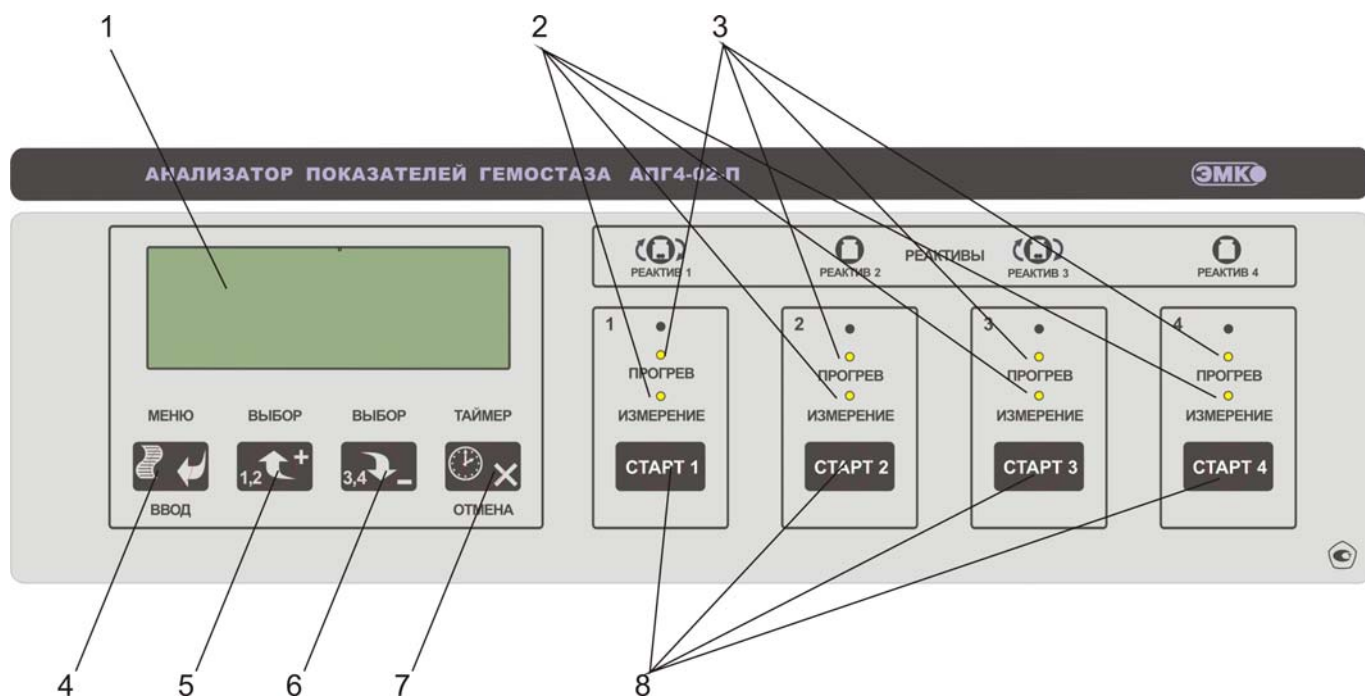 1 2 3
АНАЛИЗАТОР ПОКАЗАТЕЛЕЙ ГЕМОСТАЗА АПГ4-02-П ЭМКО
РЕАКТИВЫ
РЕАКТИВ 1 РЕАКТИВ 2 РЕАКТИВ 3 РЕАКТИВ 4
1 2 3 4
ПРОГРЕВ ПРОГРЕВ ПРОГРЕВ ПРОГРЕВ
МЕНЮ ВЫБОР ВЫБОР ТАЙМЕР ИЗМЕРЕНИЕ ИЗМЕРЕНИЕ ИЗМЕРЕНИЕ ИЗМЕРЕНИЕ
1,2 + 3,4 - X СТАРТ 1 СТАРТ 2 СТАРТ 3 СТАРТ 4
ВВОД ОТМЕНА
4 5 6 7 8